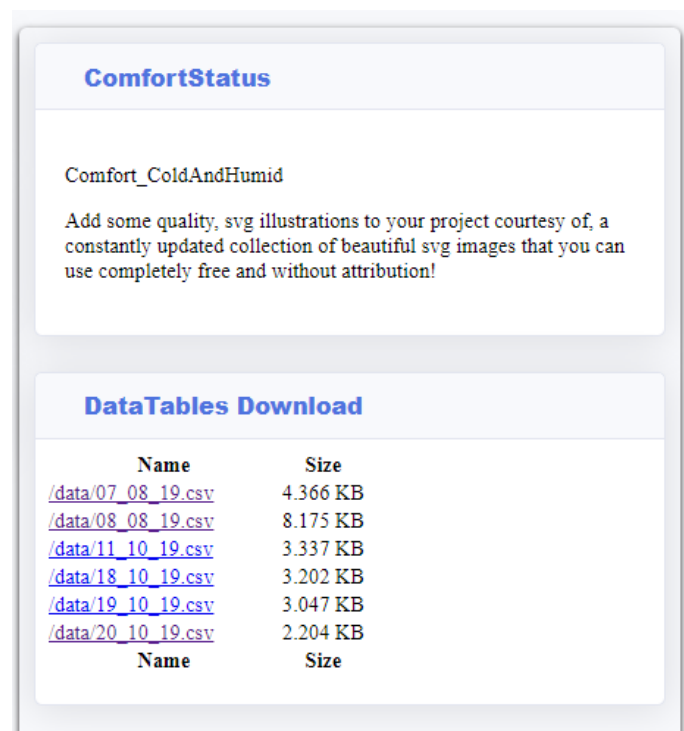 ComfortStatus
Comfort_ColdAndHumid
Add some quality, svg illustrations to your project courtesy of, a
constantly updated collection of beautiful svg images that you can
use completely free and without attribution!
DataTables Download
Name Size
/data/07_08_19.csv 4.366 KB
/data/08_08_19.csv 8.175 KB
/data/11_10_19.csv 3.337 KB
/data/18_10_19.csv 3.202 KB
/data/19_10_19.csv 3.047 KB
/data/20_10_19.csv 2.204 KB
Name Size